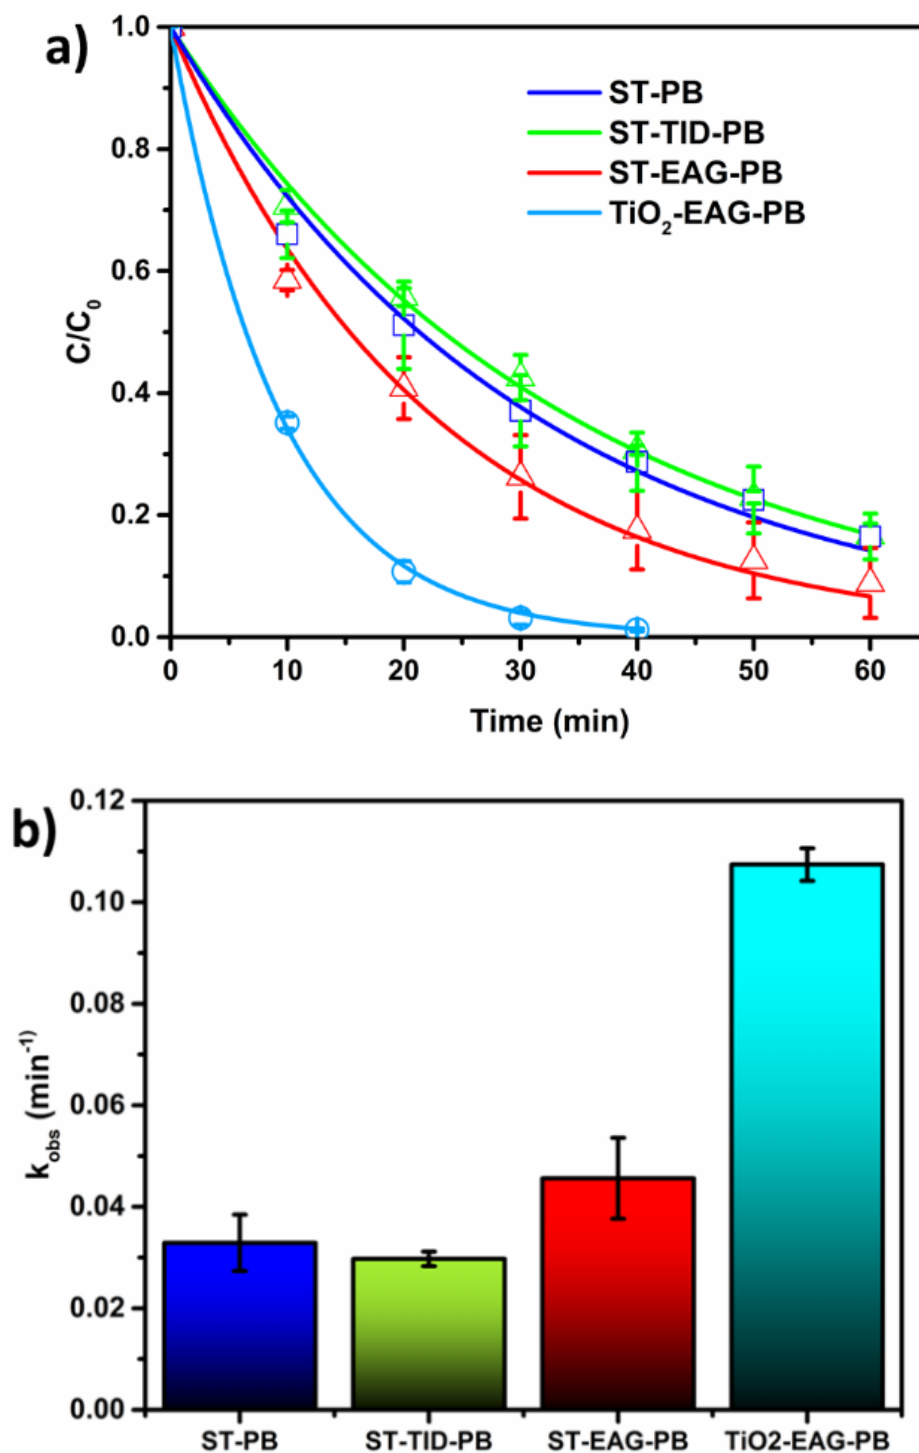 a)
1.0
0.8
0.6
0.4
0.2
0.0
C/C₀
ST-PB
ST-TID-PB
ST-EAG-PB
TiO₂-EAG-PB
0 10 20 30 40 50 60
Time (min)
b)
0.12
0.10
0.08
0.06
0.04
0.02
0.00
k_obs (min⁻¹)
ST-PB ST-TID-PB ST-EAG-PB TiO2-EAG-PB